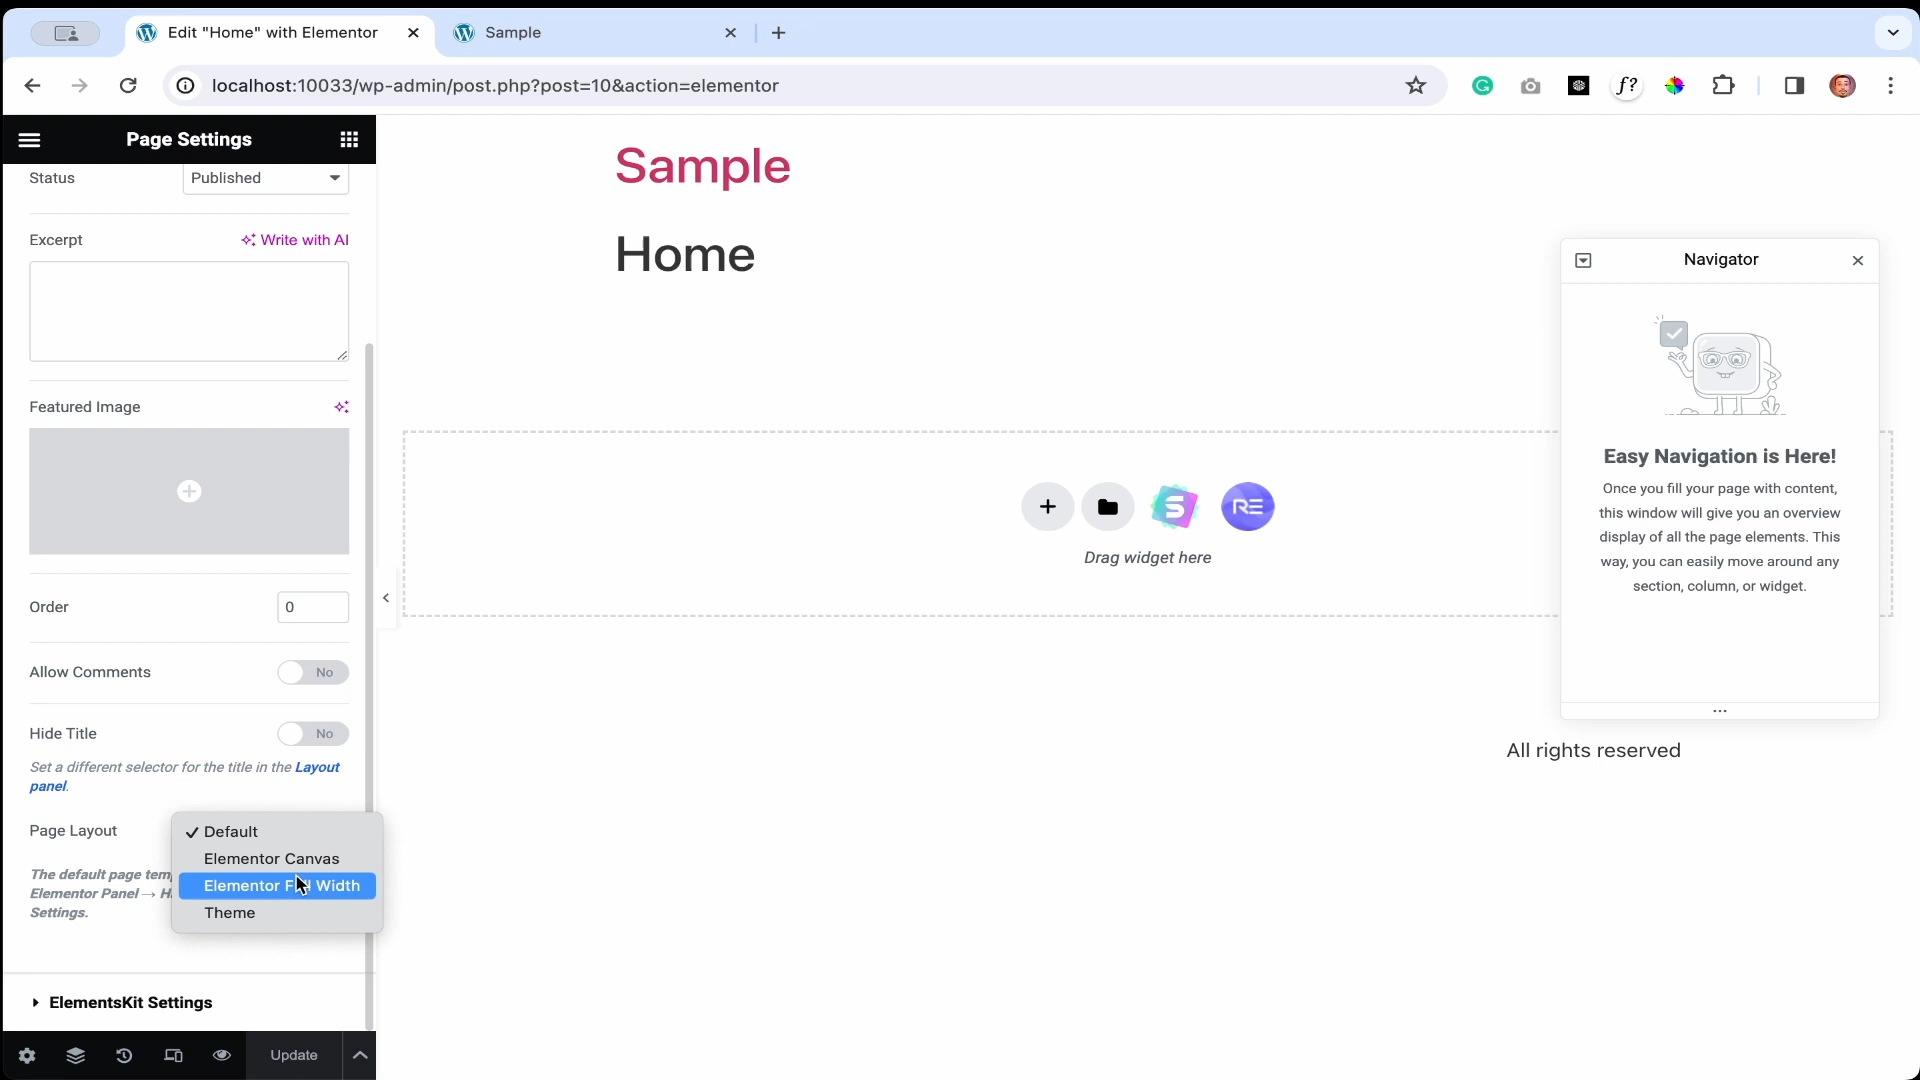 Edit "Home" with Elementor
Sample
localhost:10033/wp-admin/post.php?post=10&action=elementor
f?
Page Settings
Status
Published
Excerpt
Write with AI
Featured Image
Order
0
Allow Comments
No
Hide Title
No
Set a different selector for the title in the Layout
panel.
Page Layout
Default
Elementor Canvas
Elementor Full Width
Theme
The default page
Elementor Panel →
Settings.
ElementsKit Settings
Update
Sample
Home
S
RE
Drag widget here
Navigator
Easy Navigation is Here!
Once you fill your page with content,
this window will give you an overview
display of all the page elements. This
way, you can easily move around any
section, column, or widget.
All rights reserved